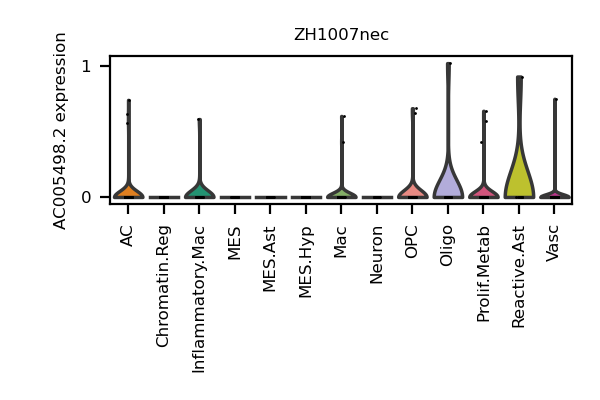 ZH1007nec
AC005498.2 expression
1
0
AC
Chromatin.Reg
Inflammatory.Mac
MES
MES.Ast
MES.Hyp
Mac
Neuron
OPC
Oligo
Prolif.Metab
Reactive.Ast
Vasc